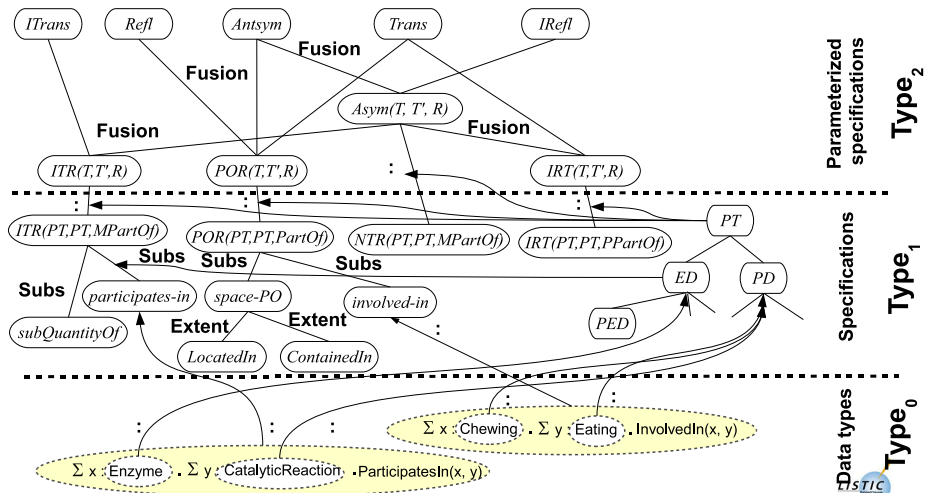 ITrans Refl Antsym Trans IRefl
Fusion
Fusion
Asym(T, T', R)
Fusion Fusion
ITR(T,T',R) POR(T,T',R) : IRT(T,T',R)
Parameterized specifications
Type2
: : :
PT
ITR(PT,PT,MPartOf) POR(PT,PT,PartOf) NTR(PT,PT,MPartOf) IRT(PT,PT,PPartOf)
Subs Subs Subs
ED PD
Subs participates-in space-PO involved-in
PED
Extent Extent :
subQuantityOf
LocatedIn ContainedIn
Specifications
Type1
: : : : :
Σ x : Chewing . Σ y : Eating . InvolvedIn(x, y)
Σ x : Enzyme . Σ y : CatalyticReaction . ParticipatesIn(x, y)
Data types
Type0
LISTIC